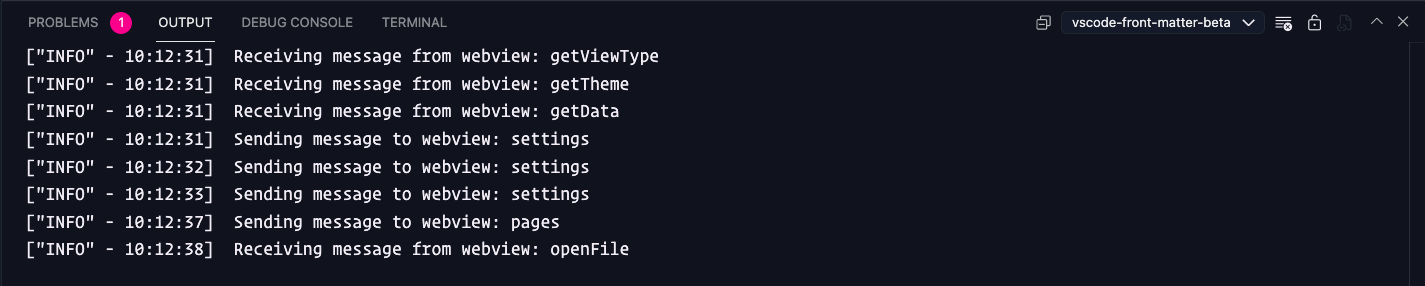 PROBLEMS 1 OUTPUT DEBUG CONSOLE TERMINAL vscode-front-matter-beta
["INFO" - 10:12:31] Receiving message from webview: getViewType
["INFO" - 10:12:31] Receiving message from webview: getTheme
["INFO" - 10:12:31] Receiving message from webview: getData
["INFO" - 10:12:31] Sending message to webview: settings
["INFO" - 10:12:32] Sending message to webview: settings
["INFO" - 10:12:33] Sending message to webview: settings
["INFO" - 10:12:37] Sending message to webview: pages
["INFO" - 10:12:38] Receiving message from webview: openFile